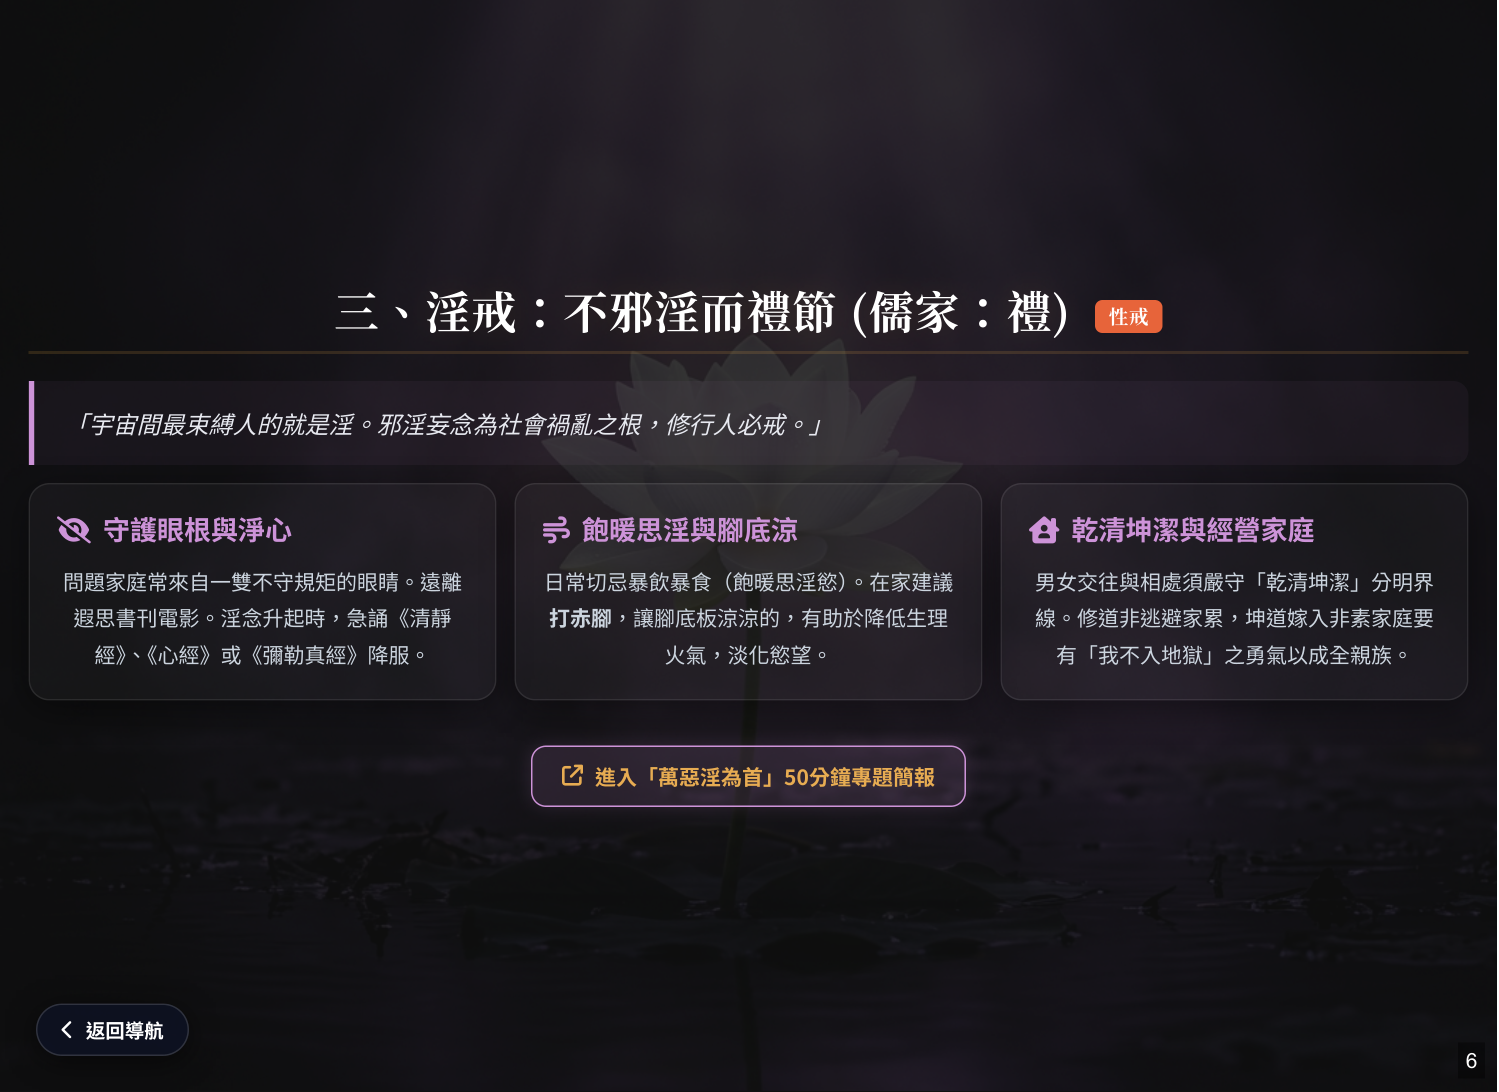 三、淫戒：不邪淫而禮節 (儒家：禮) 性戒
「宇宙間最束縛人的就是淫。邪淫妄念為社會禍亂之根，修行人必戒。」
守護眼根與淨心
問題家庭常來自一雙不守規矩的眼睛。遠離
遐思書刊電影。淫念升起時，急誦《清靜
經》、《心經》或《彌勒真經》降服。
飽暖思淫與腳底涼
日常切忌暴飲暴食（飽暖思淫慾）。在家建議
打赤腳，讓腳底板涼涼的，有助於降低生理
火氣，淡化慾望。
乾清坤潔與經營家庭
男女交往與相處須嚴守「乾清坤潔」分明界
線。修道非逃避家累，坤道嫁入非素家庭要
有「我不入地獄」之勇氣以成全親族。
進入「萬惡淫為首」50分鐘專題簡報
返回導航
6